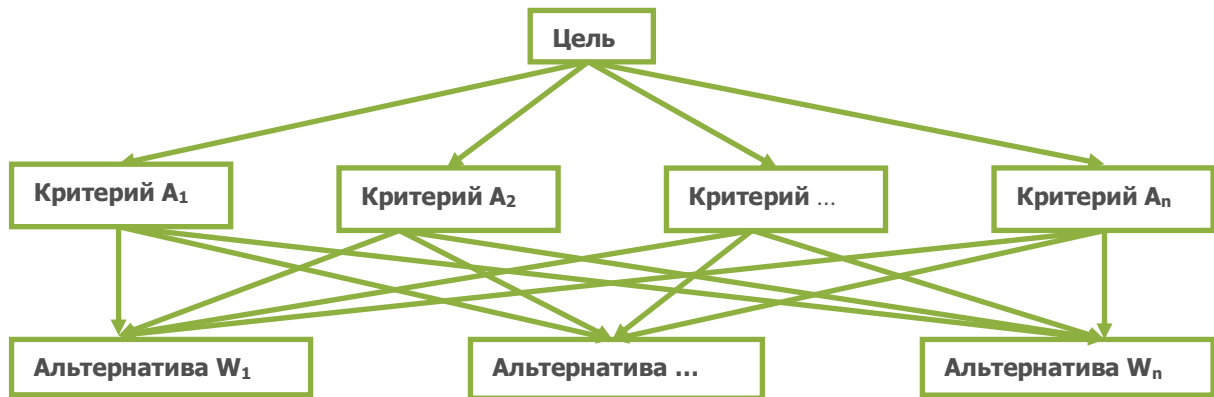 Цель
Критерий A₁
Критерий A₂
Критерий ...
Критерий Aₙ
Альтернатива W₁
Альтернатива ...
Альтернатива Wₙ